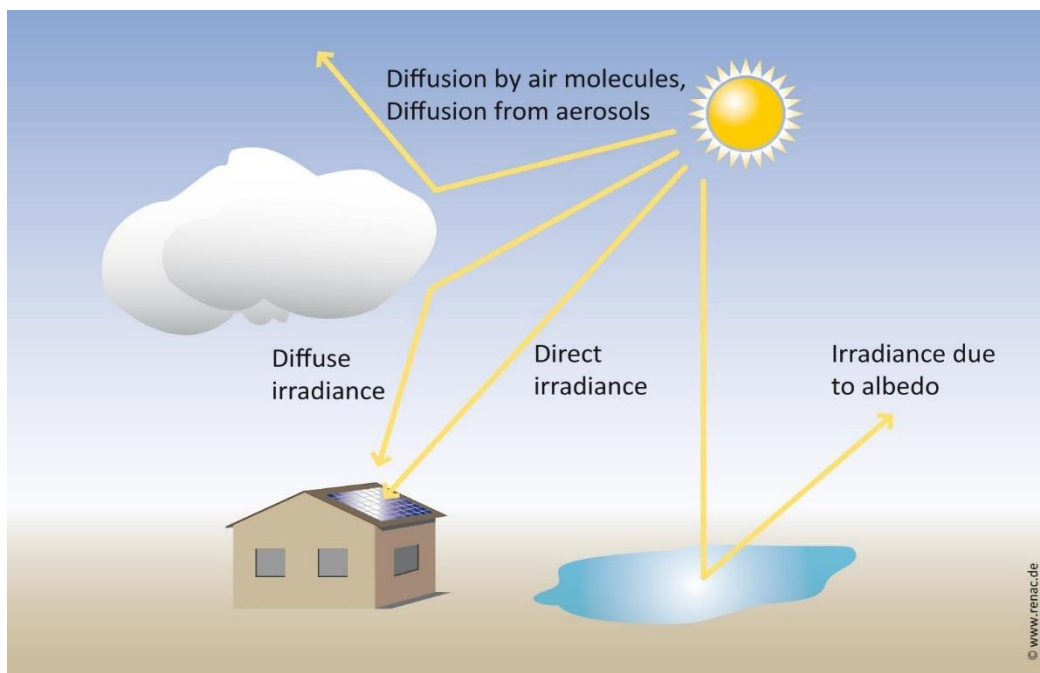 Diffusion by air molecules,
Diffusion from aerosols
Diffuse
irradiance
Direct
irradiance
Irradiance due
to albedo
© www.renac.de